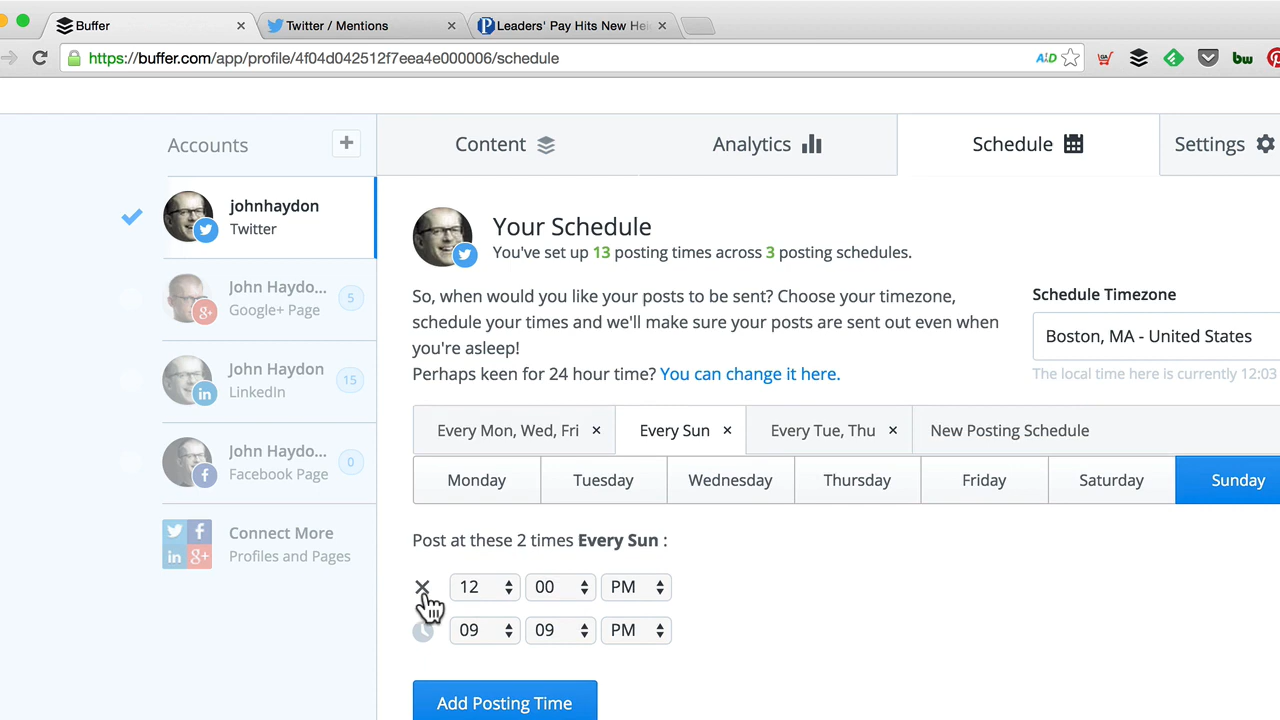 Buffer
Twitter / Mentions
Leaders' Pay Hits New Hei
https://buffer.com/app/profile/4f04d042512f7eea4e000006/schedule
Accounts
Content
Analytics
Schedule
Settings
johnhaydon
Twitter
John Haydo...
Google+ Page
5
John Haydon
LinkedIn
15
John Haydo...
Facebook Page
0
Connect More
Profiles and Pages
Your Schedule
You've set up 13 posting times across 3 posting schedules.
So, when would you like your posts to be sent? Choose your timezone,
schedule your times and we'll make sure your posts are sent out even when
you're asleep!
Perhaps keen for 24 hour time? You can change it here.
Schedule Timezone
Boston, MA - United States
The local time here is currently 12:03
Every Mon, Wed, Fri
Every Sun
Every Tue, Thu
New Posting Schedule
Monday
Tuesday
Wednesday
Thursday
Friday
Saturday
Sunday
Post at these 2 times Every Sun :
12 00 PM
09 09 PM
Add Posting Time